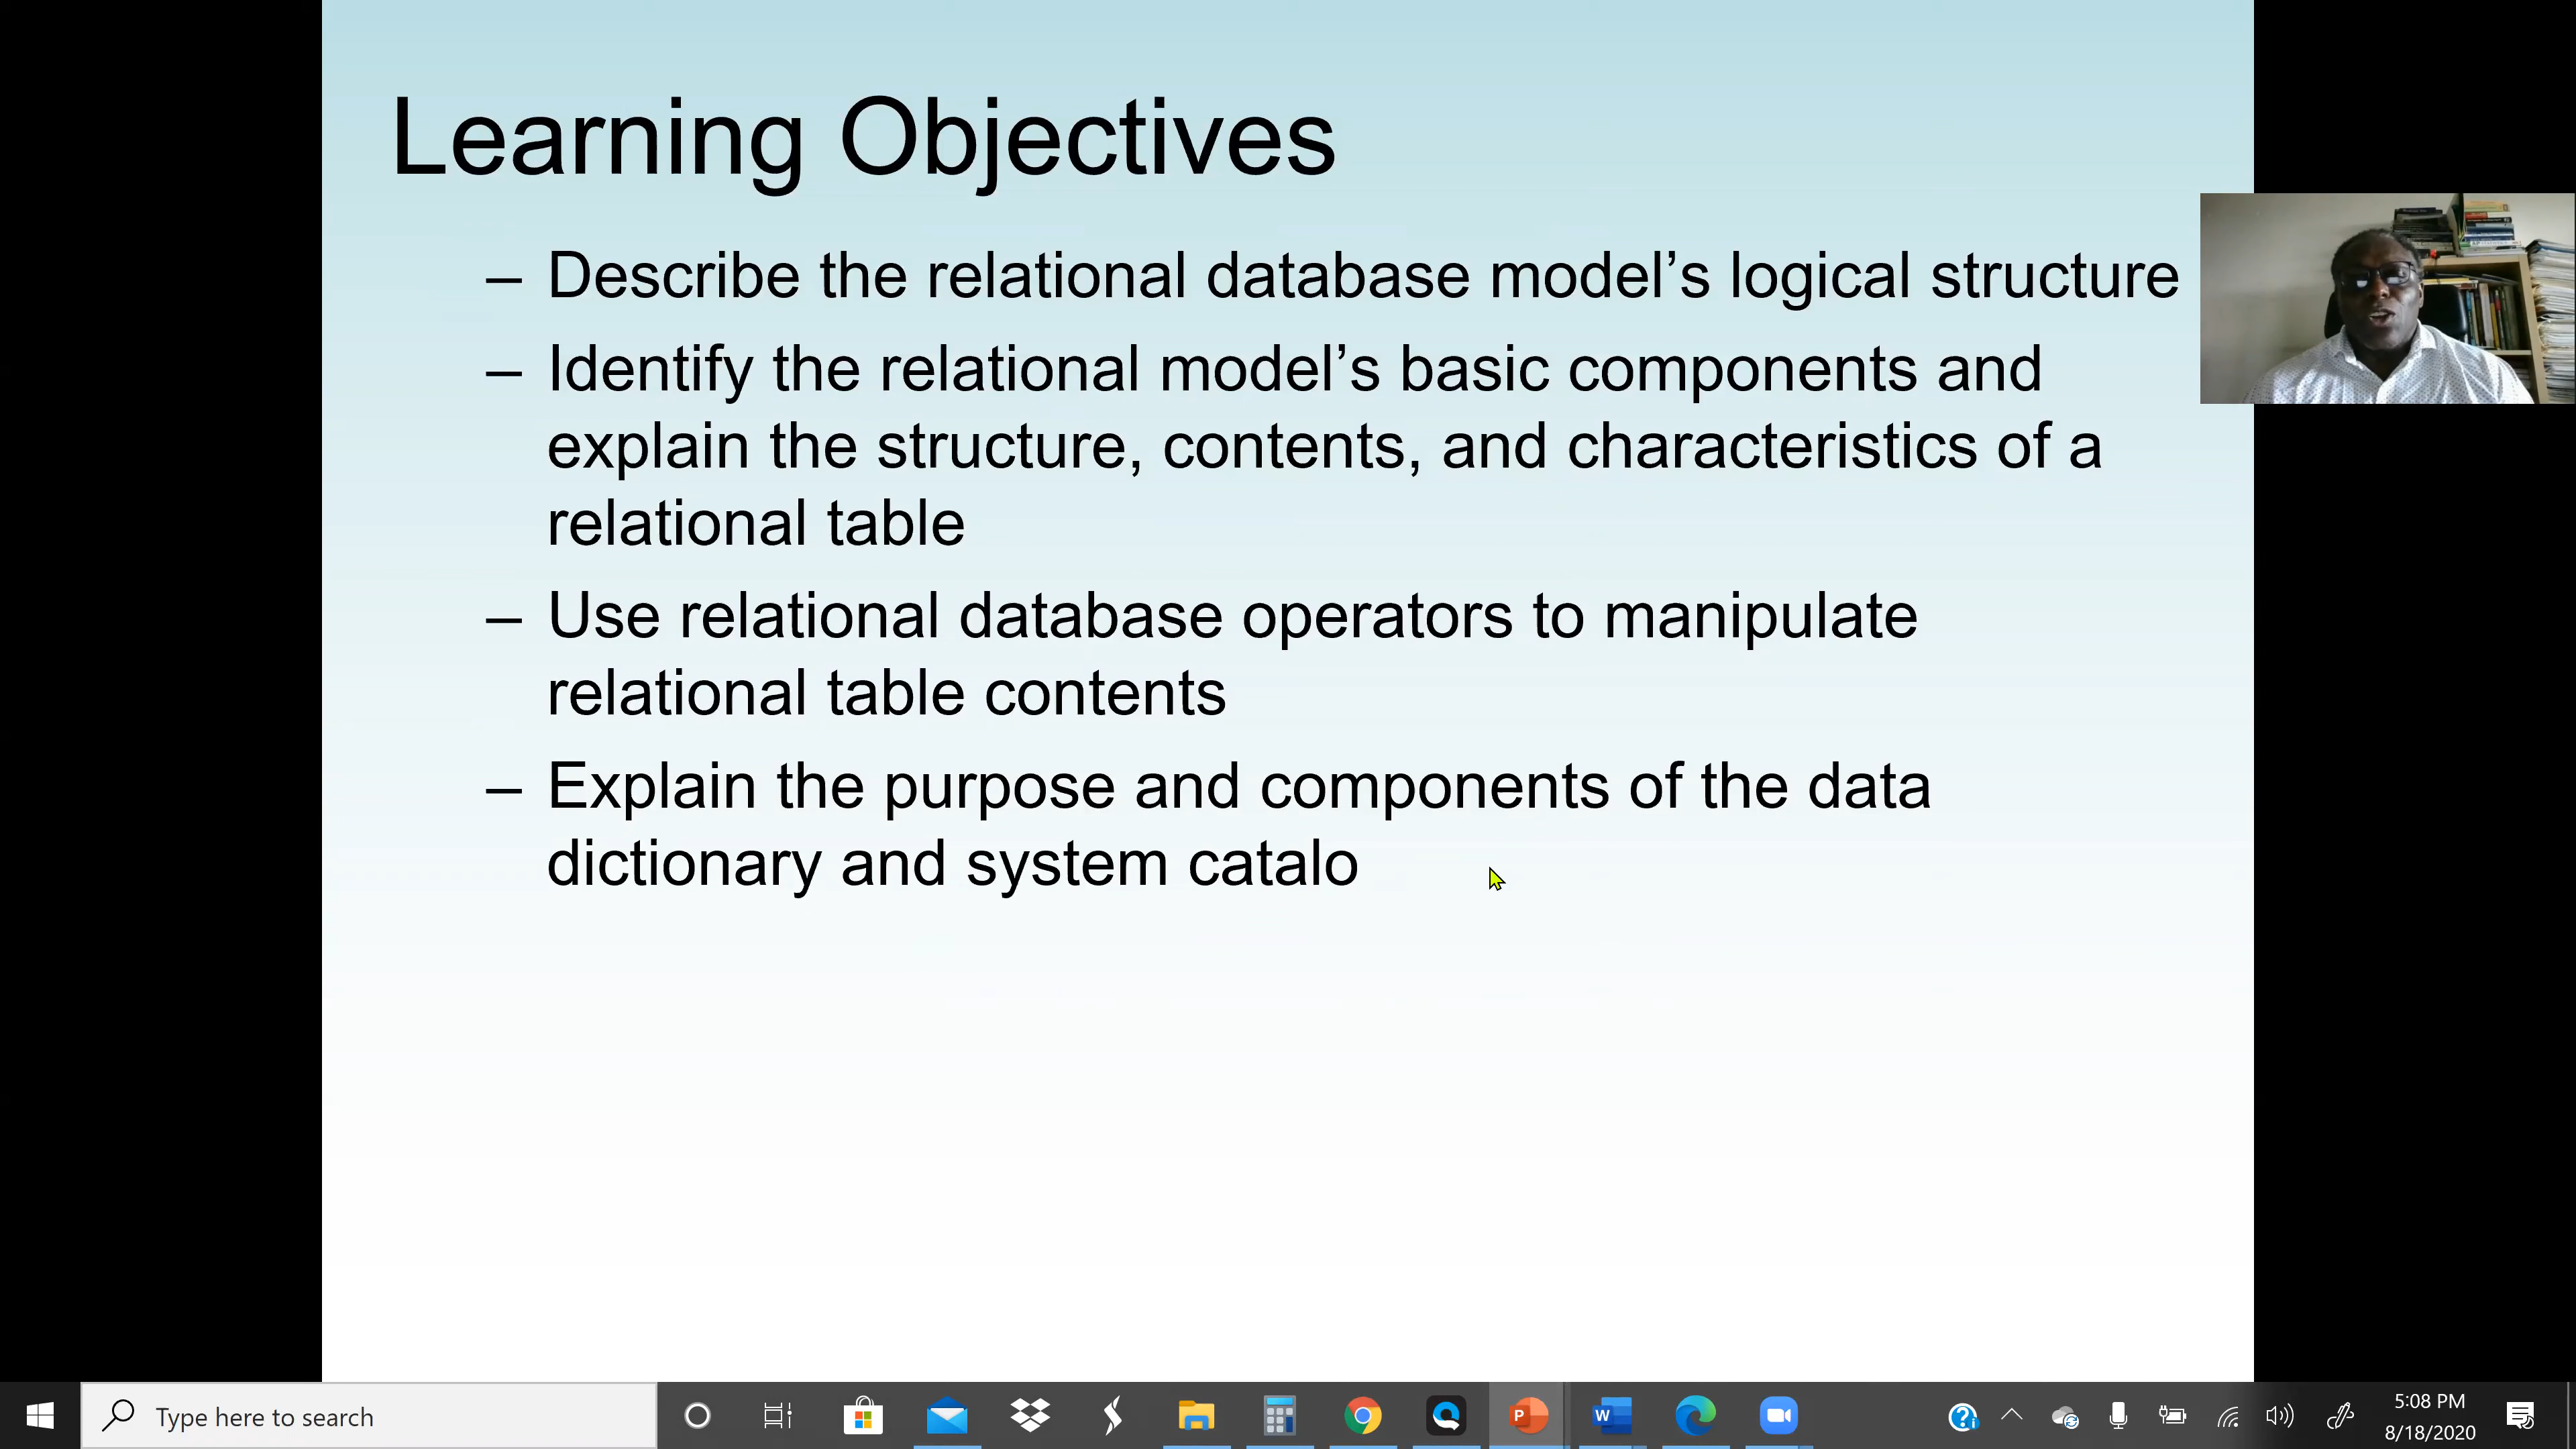 Learning Objectives
– Describe the relational database model’s logical structure
– Identify the relational model’s basic components and
explain the structure, contents, and characteristics of a
relational table
– Use relational database operators to manipulate
relational table contents
– Explain the purpose and components of the data
dictionary and system catalo
Type here to search
5:08 PM
8/18/2020